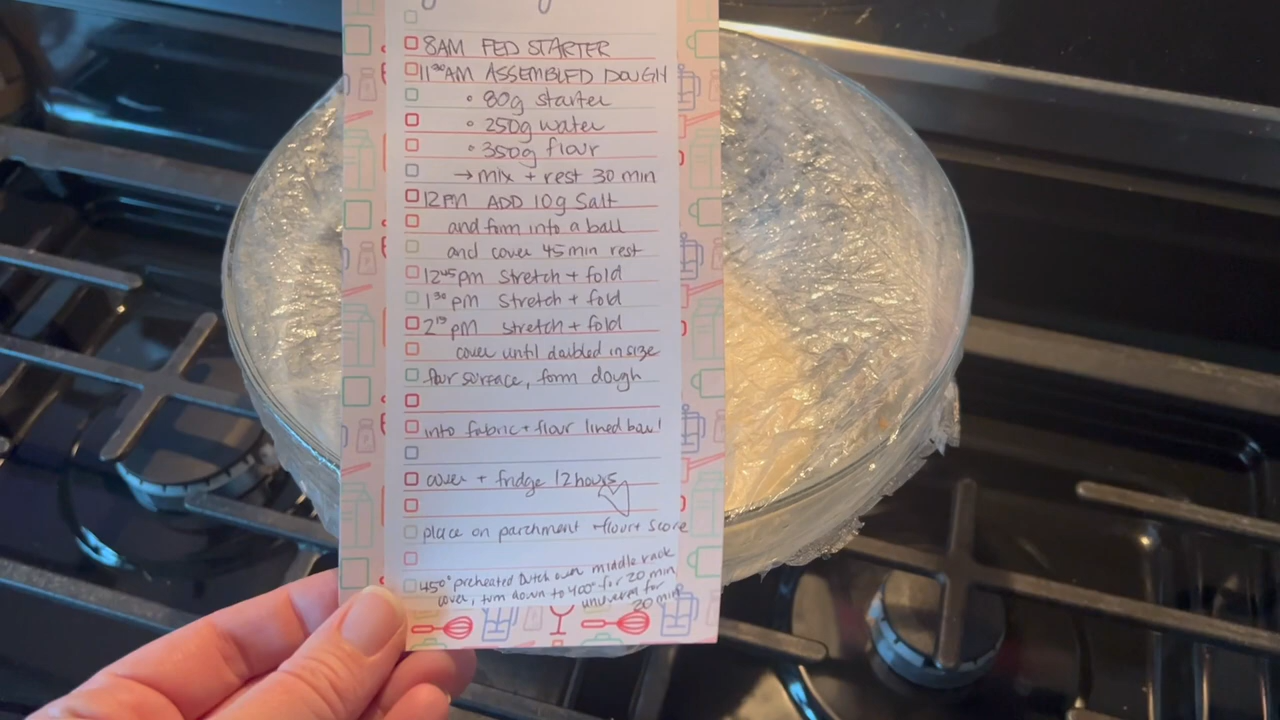 8AM FED STARTER
11³⁰AM ASSEMBLED DOUGH
◦ 80g starter
◦ 250g water
◦ 350g flour
→ mix + rest 30 min
12PM ADD 10g Salt
and form into a ball
and cover 45 min rest
12⁴⁵pm stretch + fold
1³⁰pm stretch + fold
2¹⁵pm stretch + fold
cover until doubled in size
flour surface, form dough
into fabric + flour lined bowl
cover + fridge 12 hours
place on parchment + flour + score
450° preheated Dutch oven middle rack
cover, turn down to 400° for 20 min
uncover for
20 min